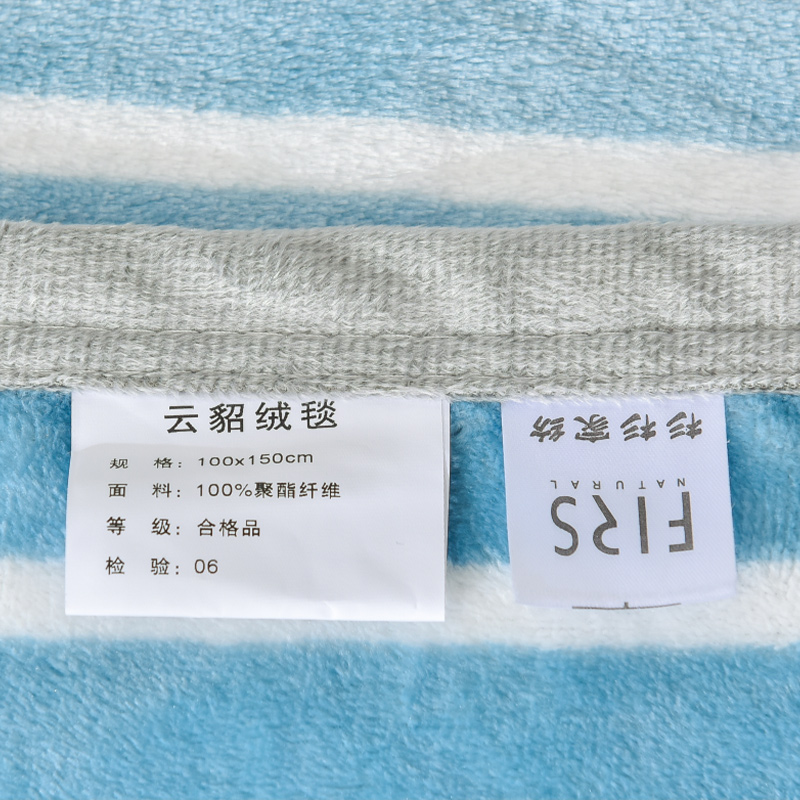 云貂绒毯
规 格: 100x150cm
面 料: 100%聚酯纤维
等 级: 合格品
检 验: 06
FIRS
NATURAL
杉杉家纺